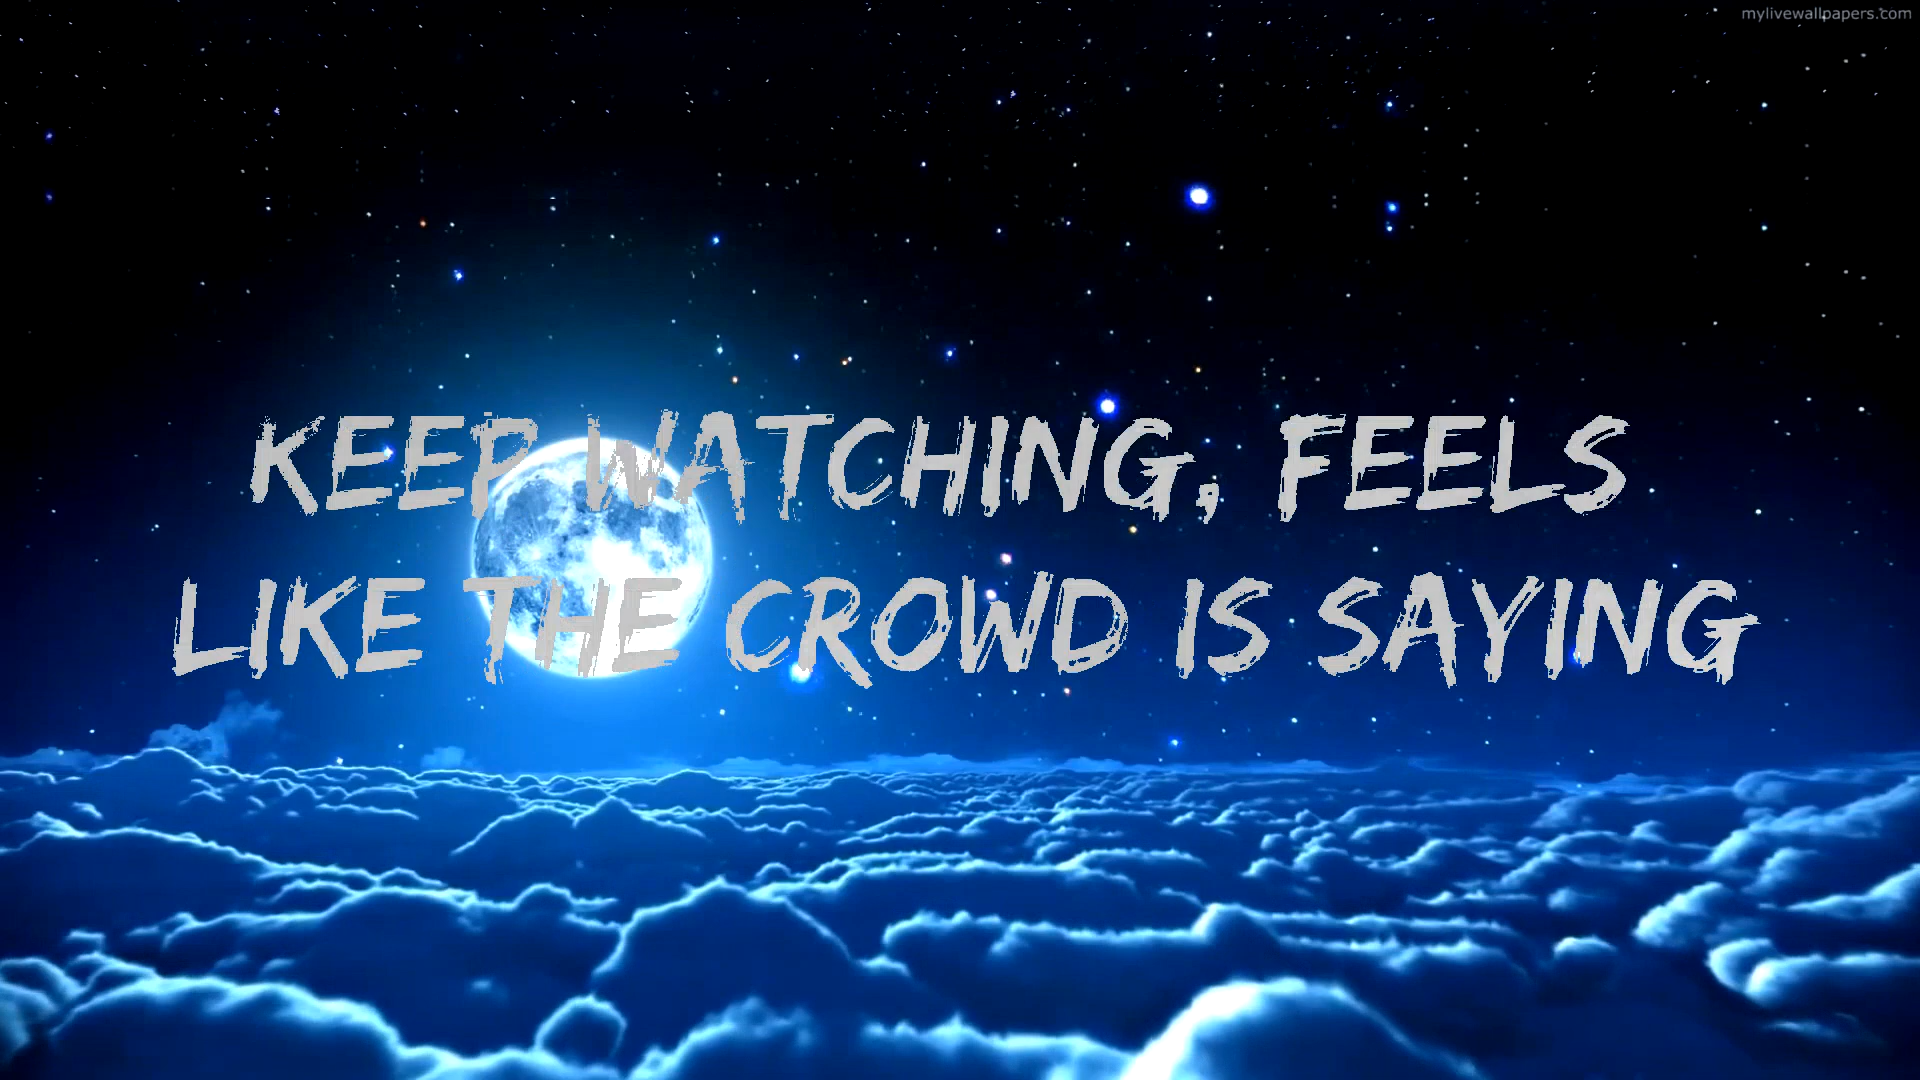 mylivewallpapers.com
KEEP WATCHING, FEELS
LIKE THE CROWD IS SAYING